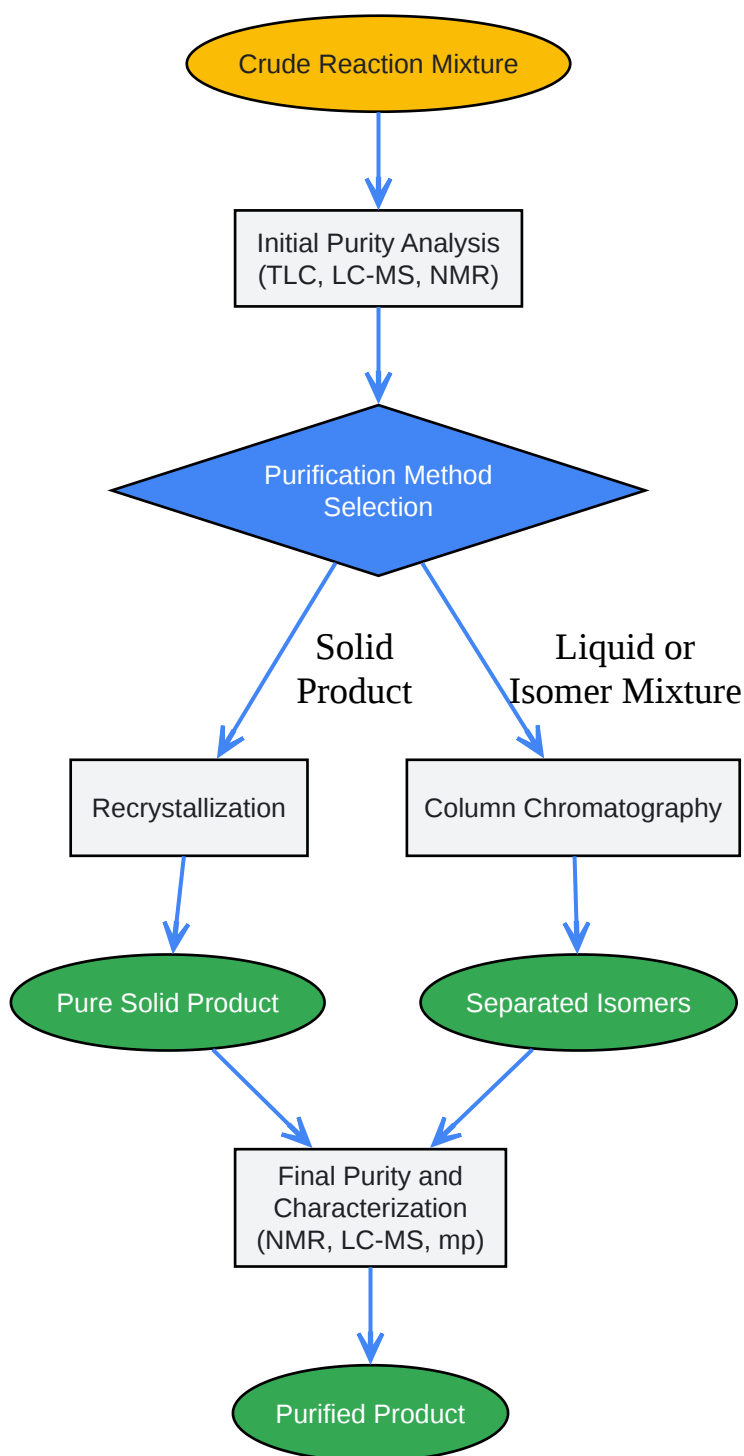 Crude Reaction Mixture
Initial Purity Analysis
(TLC, LC-MS, NMR)
Purification Method
Selection
Solid
Product
Liquid or
Isomer Mixture
Recrystallization
Column Chromatography
Pure Solid Product
Separated Isomers
Final Purity and
Characterization
(NMR, LC-MS, mp)
Purified Product